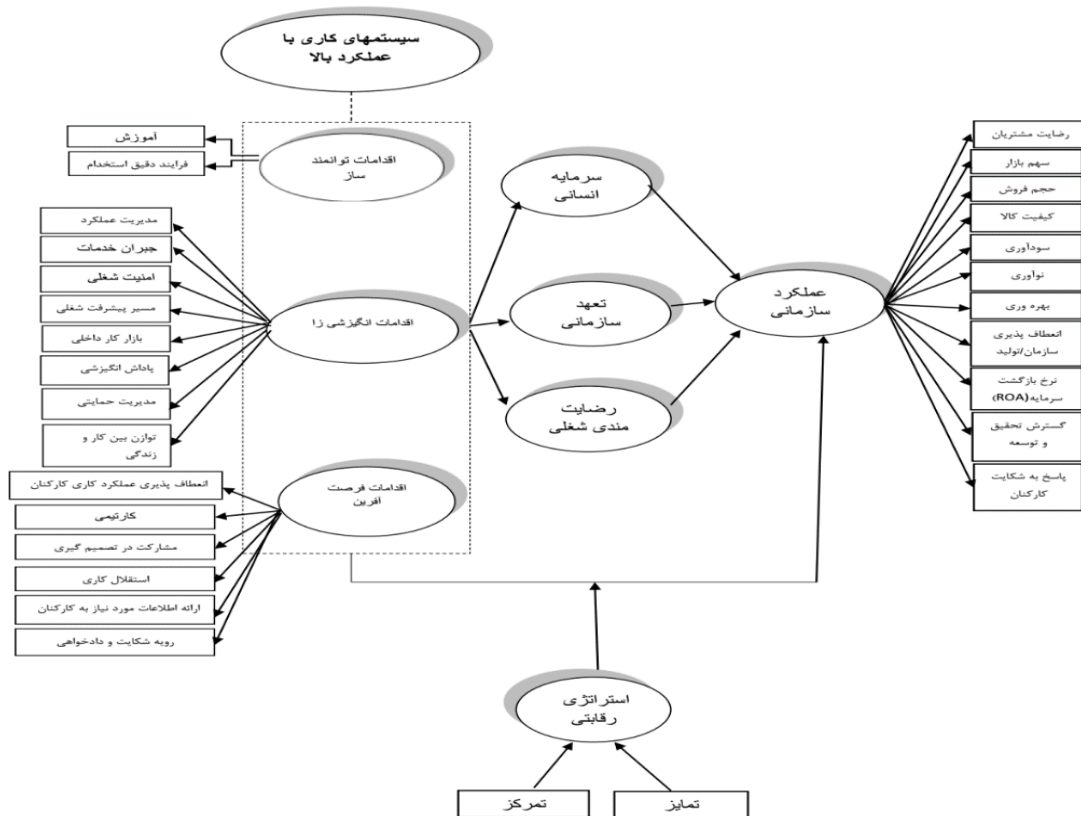 سیستمهای کاری با
عملکرد بالا
آموزش
فرایند دقیق استخدام
اقدامات توانمند
ساز
مدیریت عملکرد
جبران خدمات
امنیت شغلی
مسیر پیشرفت شغلی
بازار کار داخلی
پاداش انگیزشی
مدیریت حمایتی
توازن بین کار و
زندگی
اقدامات انگیزشی زا
انعطاف پذیری عملکرد کاری کارکنان
کارتیمی
مشارکت در تصمیم گیری
استقلال کاری
ارائه اطلاعات مورد نیاز به کارکنان
رویه شکایت و دادخواهی
اقدامات فرصت
آفرین
سرمایه
انسانی
تعهد
سازمانی
رضایت
مندی شغلی
عملکرد
سازمانی
رضایت مشتریان
سهم بازار
حجم فروش
کیفیت کالا
سودآوری
نوآوری
بهره وری
انعطاف پذیری
سازمان/تولید
نرخ بازگشت
سرمایه(ROA)
گسترش تحقیق
و توسعه
پاسخ به شکایت
کارکنان
استراتژی
رقابتی
تمایز
تمرکز